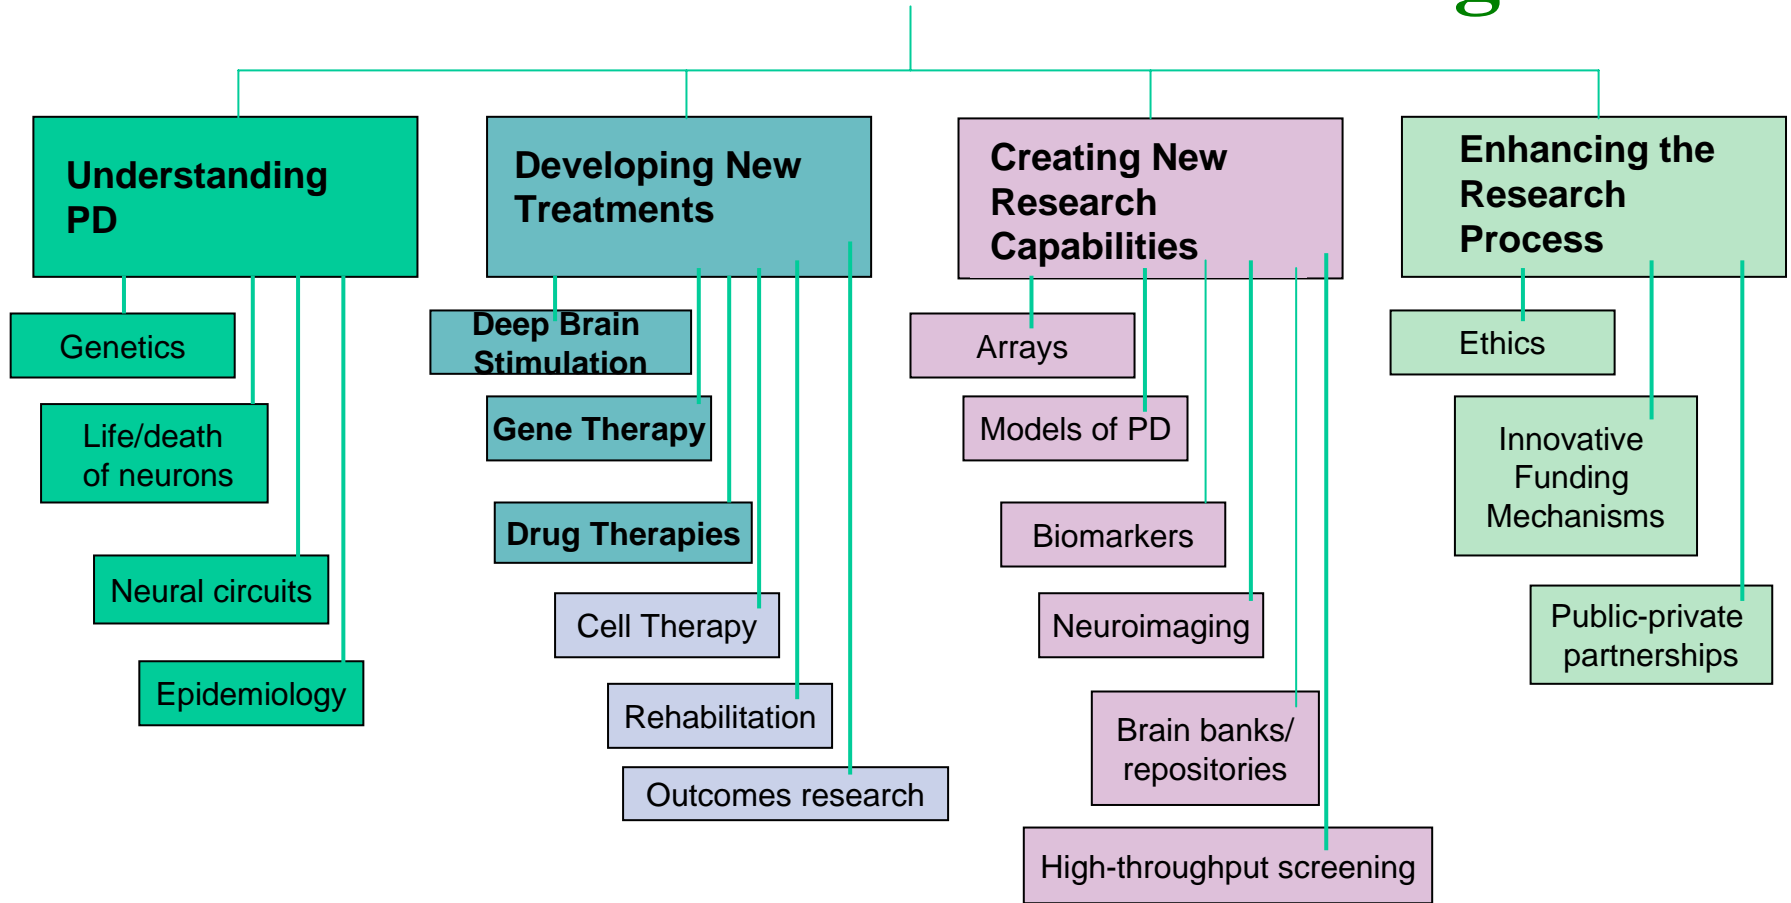 Understanding
PD
Developing New
Treatments
Creating New
Research
Capabilities
Enhancing the
Research
Process
Genetics
Life/death
of neurons
Neural circuits
Epidemiology
Deep Brain
Stimulation
Gene Therapy
Drug Therapies
Cell Therapy
Rehabilitation
Outcomes research
Arrays
Models of PD
Biomarkers
Neuroimaging
Brain banks/
repositories
High-throughput screening
Ethics
Innovative
Funding
Mechanisms
Public-private
partnerships